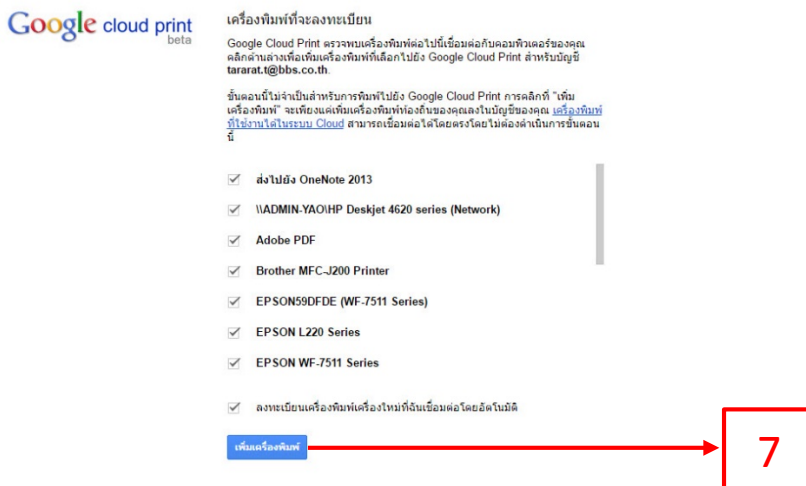 Google cloud print
beta
เครื่องพิมพ์ที่จะลงทะเบียน
Google Cloud Print ตรวจพบเครื่องพิมพ์ต่อไปนี้เชื่อมต่อกับคอมพิวเตอร์ของคุณ
คลิกด้านล่างเพื่อเพิ่มเครื่องพิมพ์ที่เลือกไปยัง Google Cloud Print สำหรับบัญชี
tararat.t@bbs.co.th.
ขั้นตอนนี้ไม่จำเป็นสำหรับการพิมพ์ไปยัง Google Cloud Print การคลิกที่ "เพิ่ม
เครื่องพิมพ์" จะเพียงแค่เพิ่มเครื่องพิมพ์ท้องถิ่นของคุณลงในบัญชีของคุณ เครื่องพิมพ์
ที่ใช้งานได้ในระบบ Cloud สามารถเชื่อมต่อได้โดยตรงโดยไม่ต้องดำเนินการขั้นตอน
นี้
ส่งไปยัง OneNote 2013
\\ADMIN-YAO\HP Deskjet 4620 series (Network)
Adobe PDF
Brother MFC-J200 Printer
EPSON59DFDE (WF-7511 Series)
EPSON L220 Series
EPSON WF-7511 Series
ลงทะเบียนเครื่องพิมพ์เครื่องใหม่ที่ฉันเชื่อมต่อโดยอัตโนมัติ
เพิ่มเครื่องพิมพ์
7